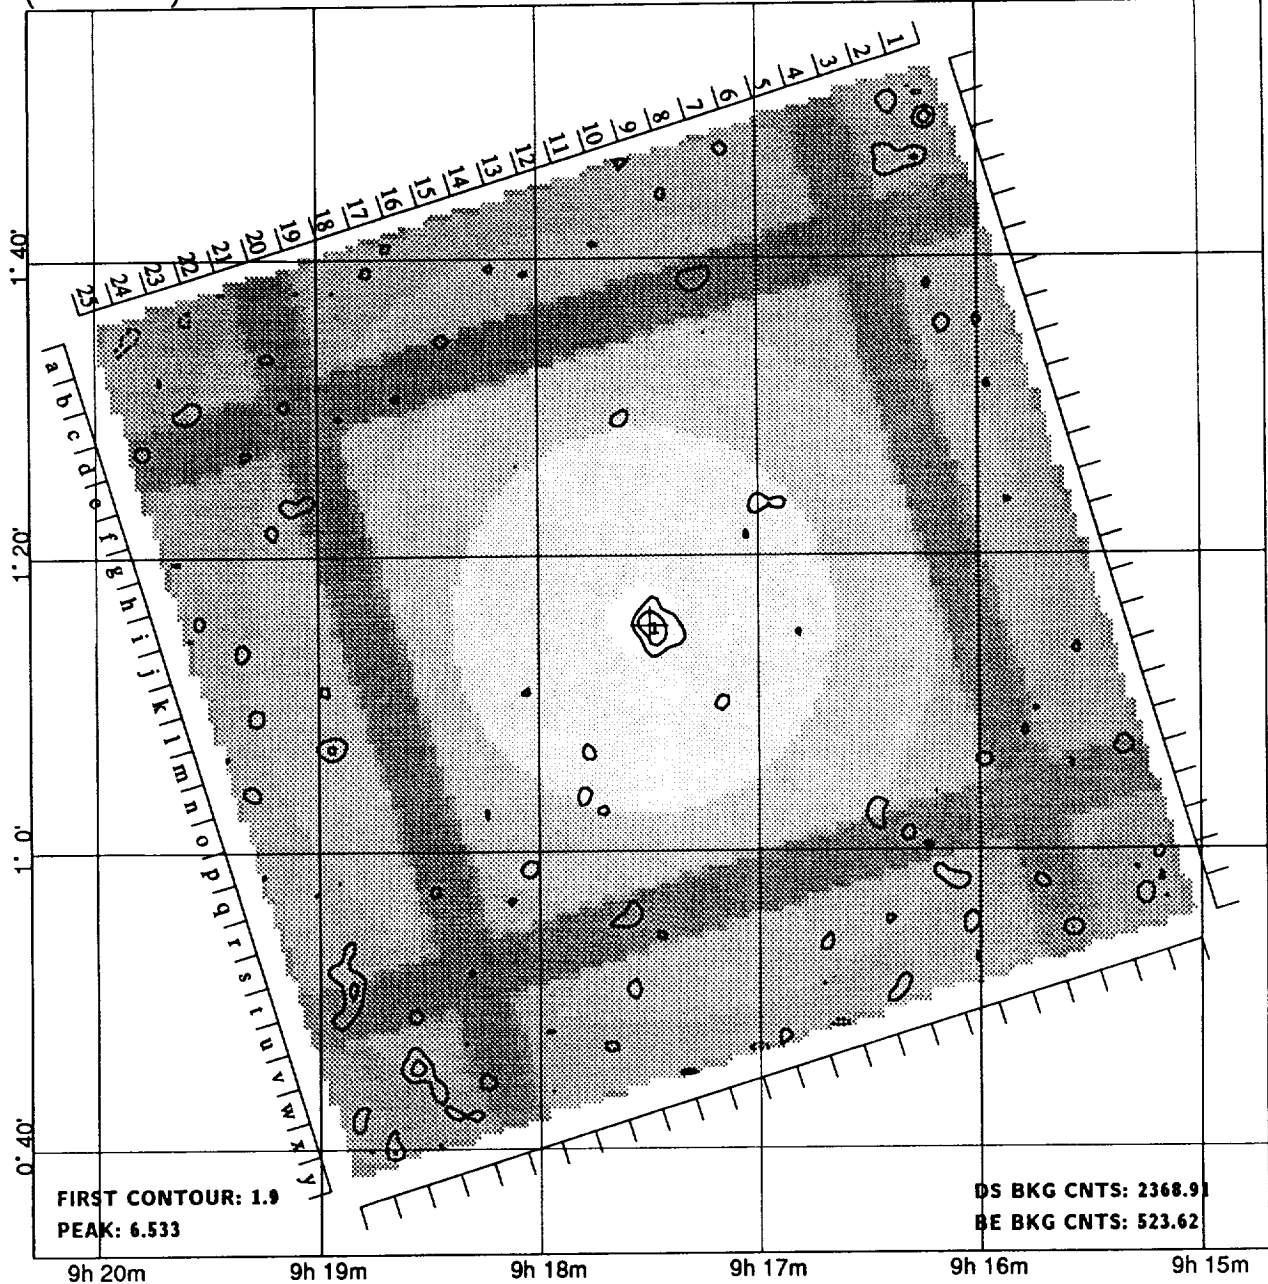 1 2 3 4 5 6 7 8 9 10 11 12 13 14 15 16 17 18 19 20 21 22 23 24 25
1° 40'
a b c d e f g h i j k l m n o p q r s t u v w x y
1° 20'
1° 0'
0° 40'
FIRST CONTOUR: 1.9
PEAK: 6.533
DS BKG CNTS: 2368.91
BE BKG CNTS: 523.62
9h 20m 9h 19m 9h 18m 9h 17m 9h 16m 9h 15m